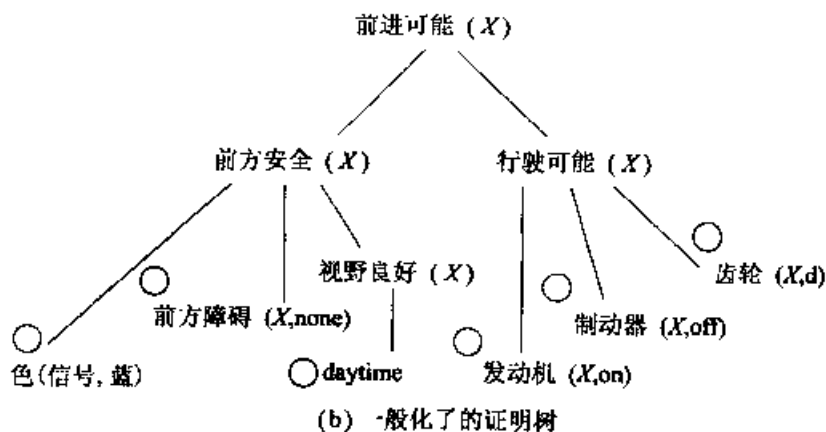 前进可能 (X)
前方安全 (X)
行驶可能 (X)
视野良好 (X)
齿轮 (X,d)
前方障碍 (X,none)
制动器 (X,off)
色(信号, 蓝)
daytime
发动机 (X,on)
(b) 一般化了的证明树